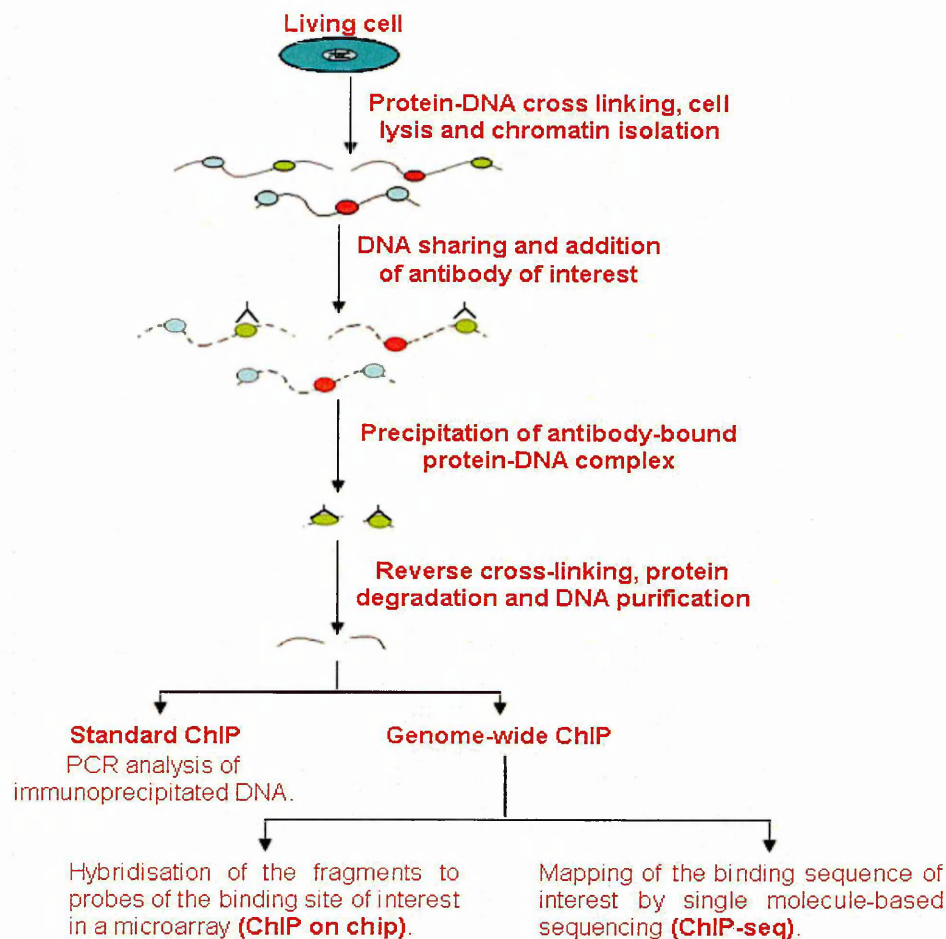 Living cell
Protein-DNA cross linking, cell
lysis and chromatin isolation
DNA sharing and addition
of antibody of interest
Precipitation of antibody-bound
protein-DNA complex
Reverse cross-linking, protein
degradation and DNA purification
Standard ChIP
PCR analysis of
immunoprecipitated DNA.
Genome-wide ChIP
Hybridisation of the fragments to
probes of the binding site of interest
in a microarray (ChIP on chip).
Mapping of the binding sequence of
interest by single molecule-based
sequencing (ChIP-seq).